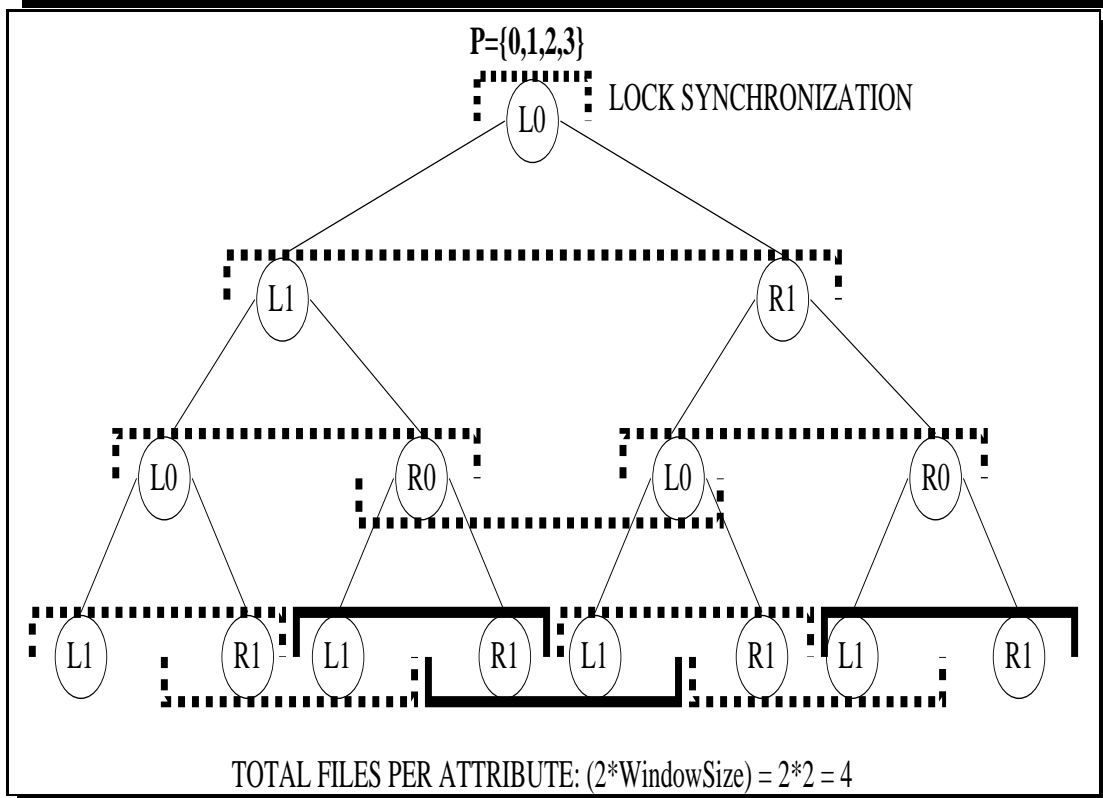 P={0,1,2,3}
LOCK SYNCHRONIZATION
L0
L1 R1
L0 R0 L0 R0
L1 R1 L1 R1 L1 R1 L1 R1
TOTAL FILES PER ATTRIBUTE: (2*WindowSize) = 2*2 = 4